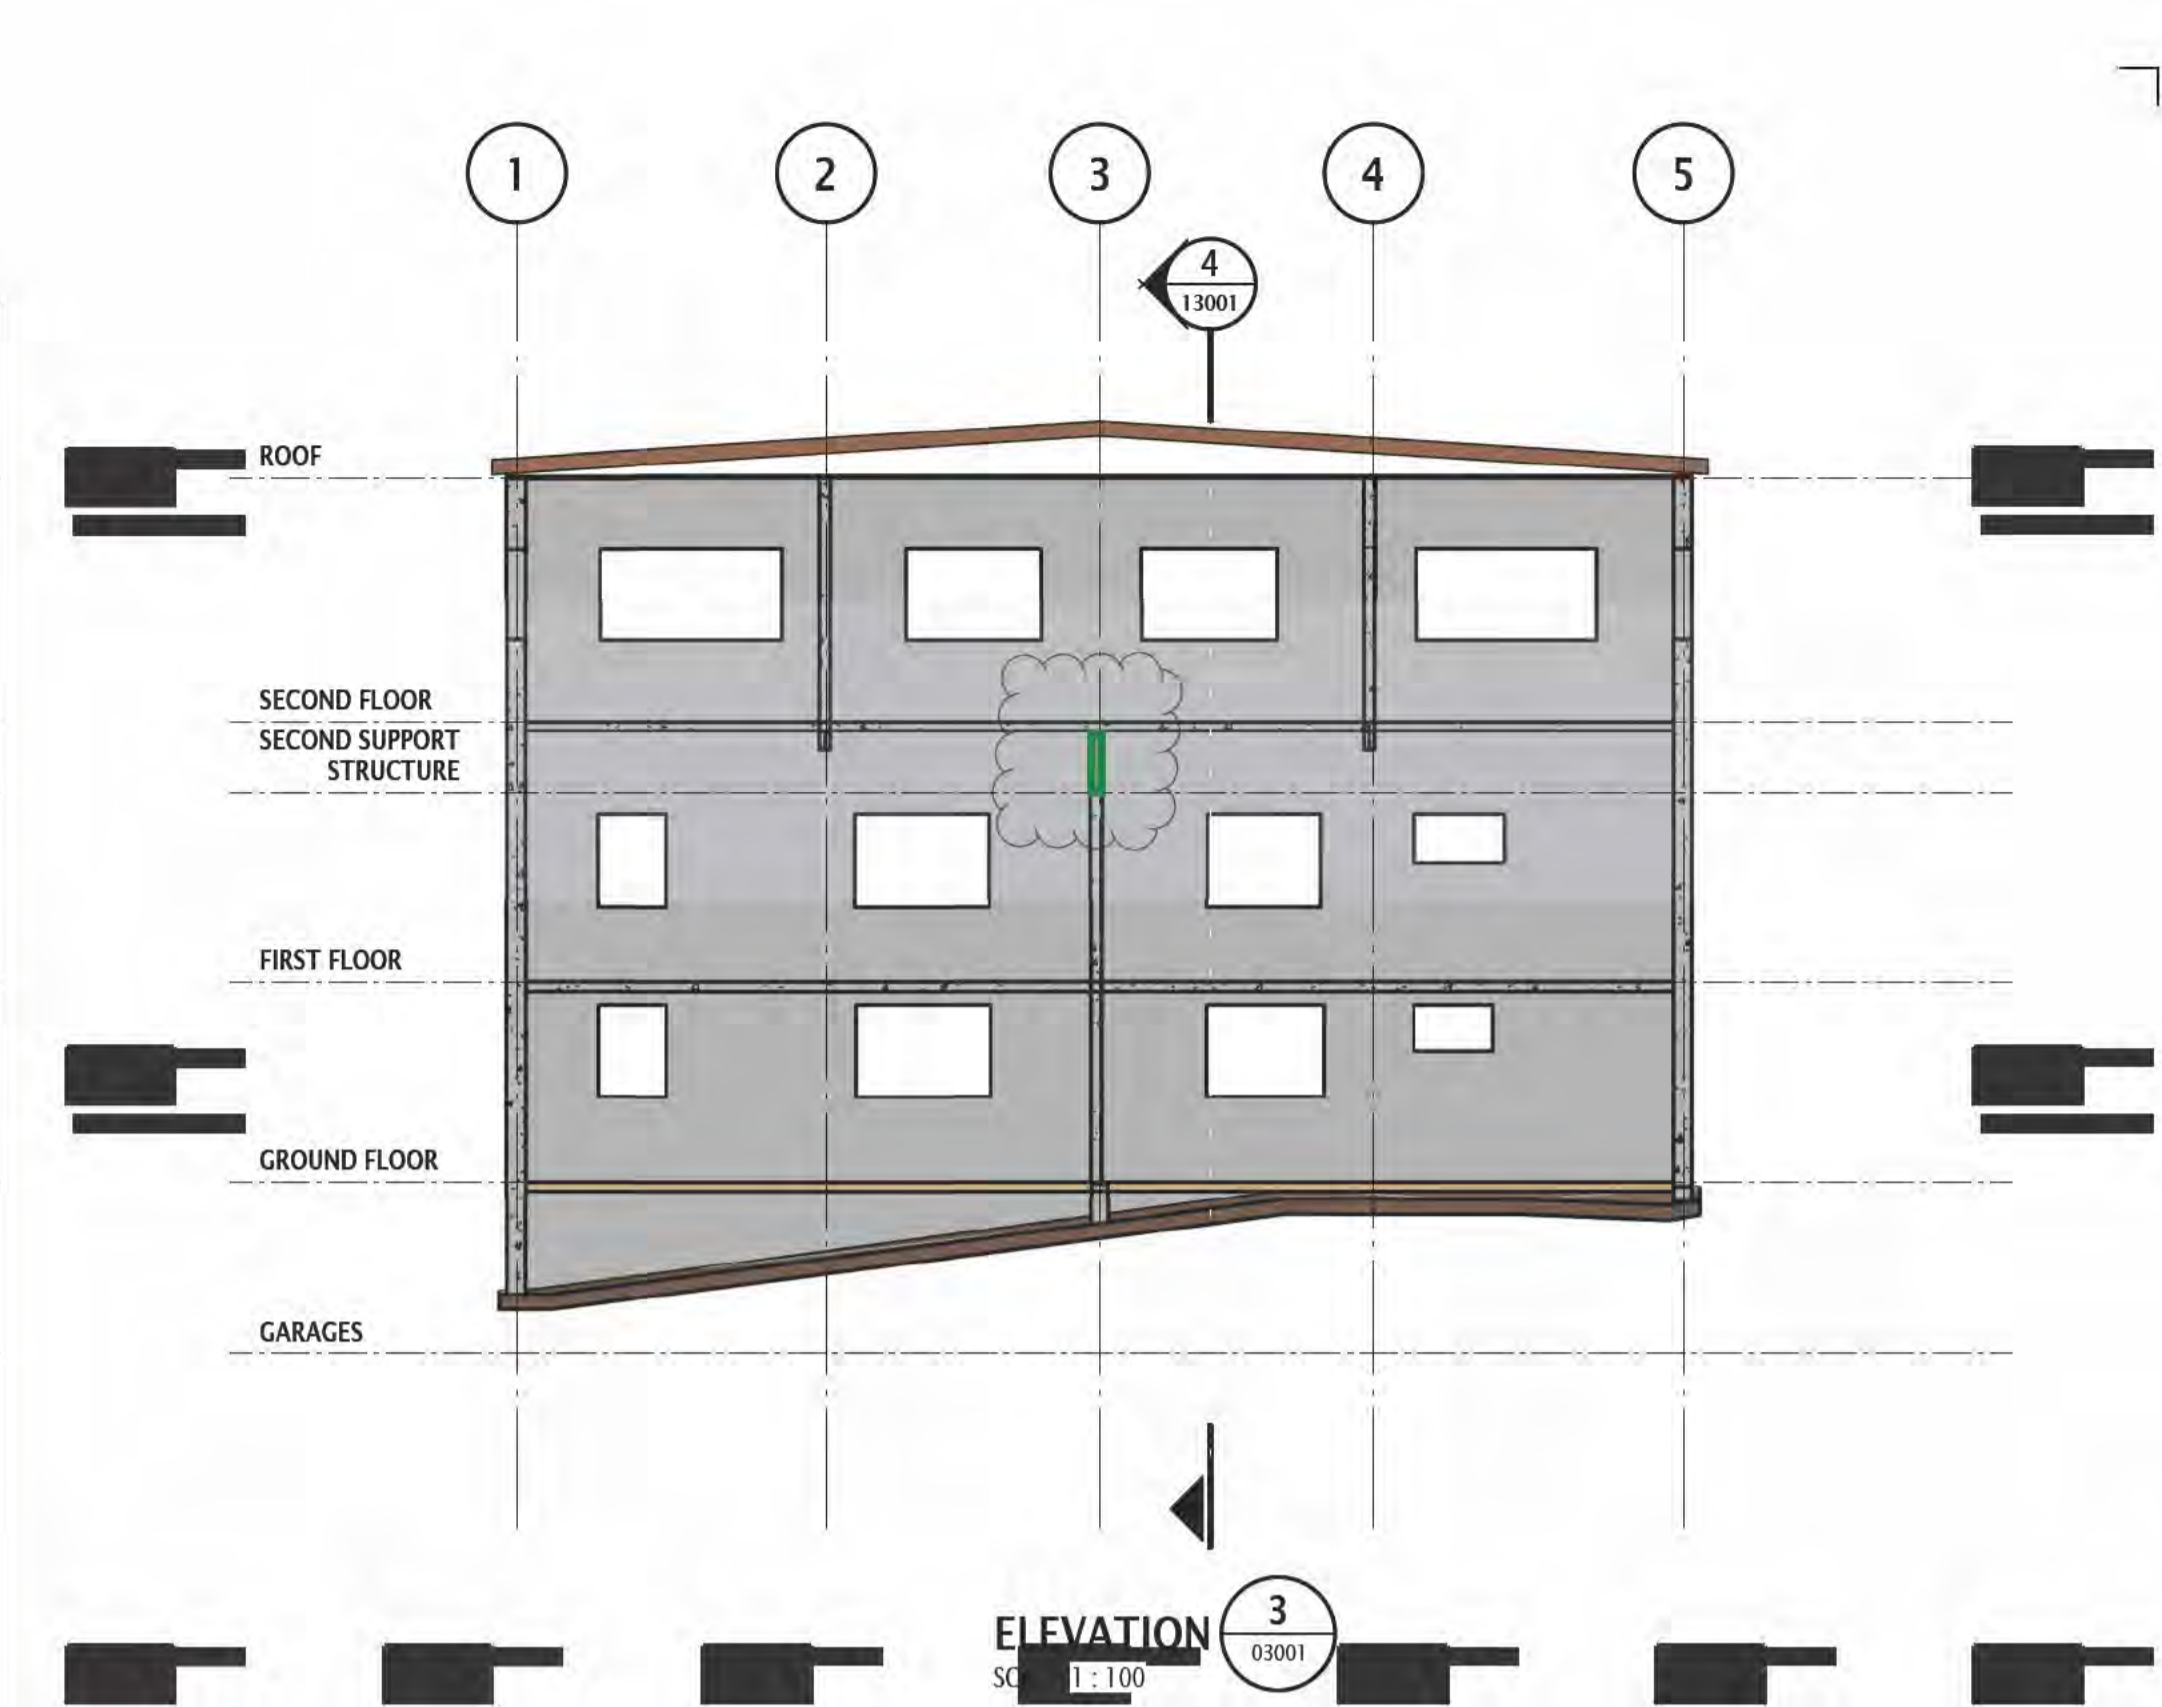 1 2 3 4 5
4
13001
ROOF
SECOND FLOOR
SECOND SUPPORT
STRUCTURE
FIRST FLOOR
GROUND FLOOR
GARAGES
ELEVATION
3
03001
1 : 100